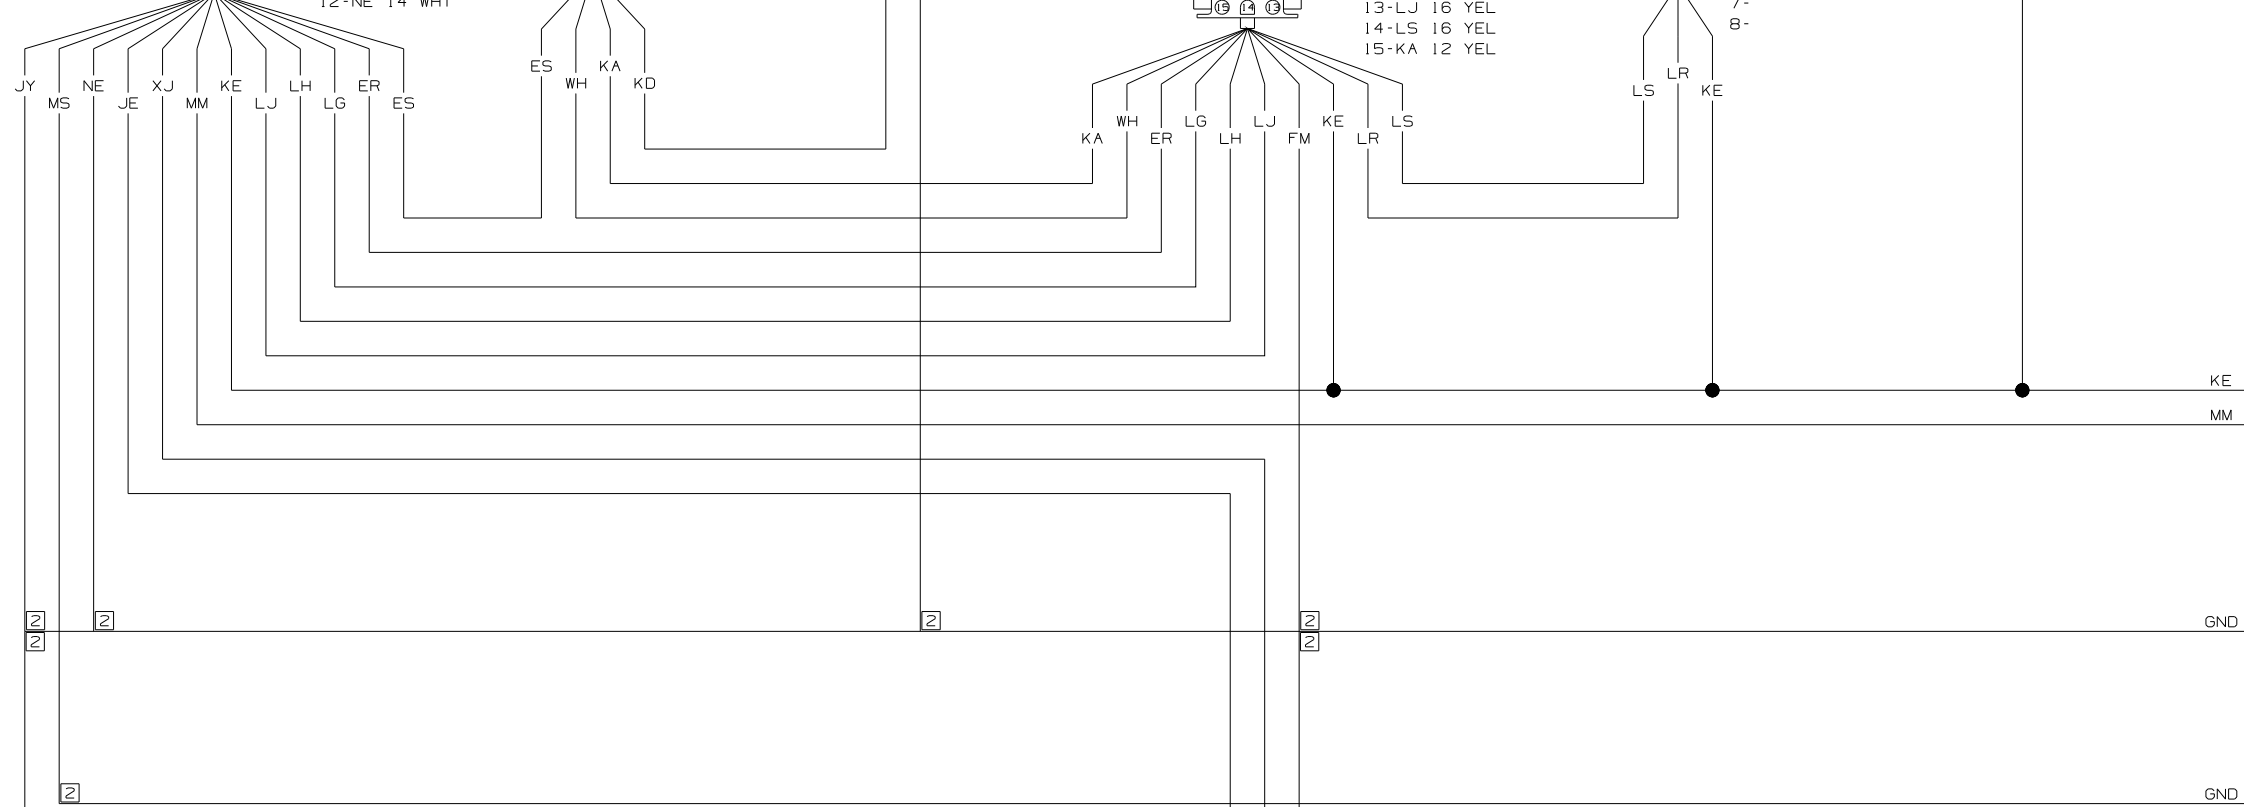 12-NE 14 WHT
15 14 13
13-LJ 16 YEL
14-LS 16 YEL
15-KA 12 YEL
7-
8-
JY MS NE JE XJ MM KE LJ LH LG ER ES
ES WH KA KD
KA WH ER LG LH LJ FM KE LR LS
LS LR KE
KE
MM
2 2 2 2 GND
2 2
2 GND